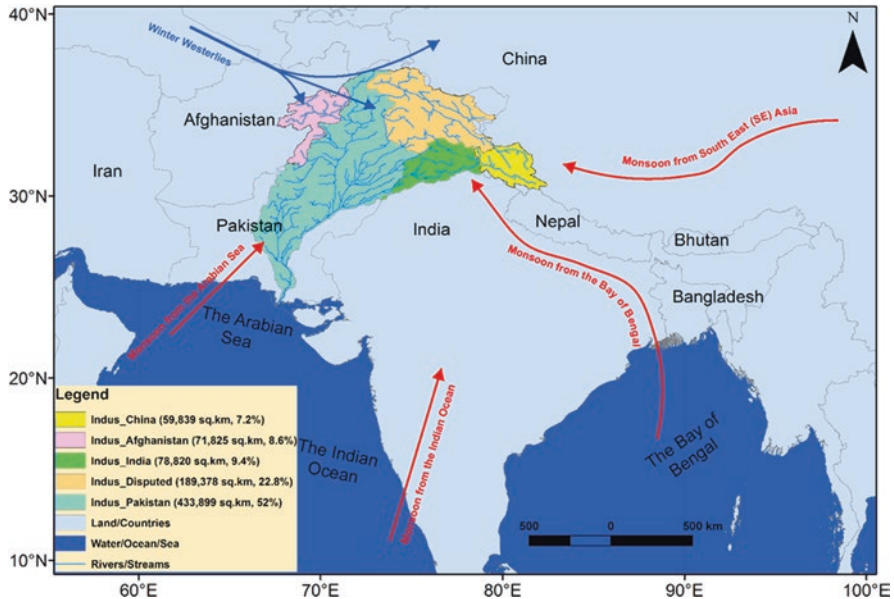 40°N
30°N
20°N
10°N
60°E
70°E
80°E
90°E
100°E
N
Winter Westerlies
China
Afghanistan
Iran
Pakistan
India
Nepal
Bhutan
Bangladesh
Monsoon from South East (SE) Asia
Monsoon from the Bay of Bengal
Monsoon from the Arabian Sea
Monsoon from the Indian Ocean
The Arabian
Sea
The Indian
Ocean
The Bay of
Bengal
Legend
Indus_China (59,839 sq.km, 7.2%)
Indus_Afghanistan (71,825 sq.km, 8.6%)
Indus_India (78,820 sq.km, 9.4%)
Indus_Disputed (189,378 sq.km, 22.8%)
Indus_Pakistan (433,899 sq.km, 52%)
Land/Countries
Water/Ocean/Sea
Rivers/Streams
500 0 500 km